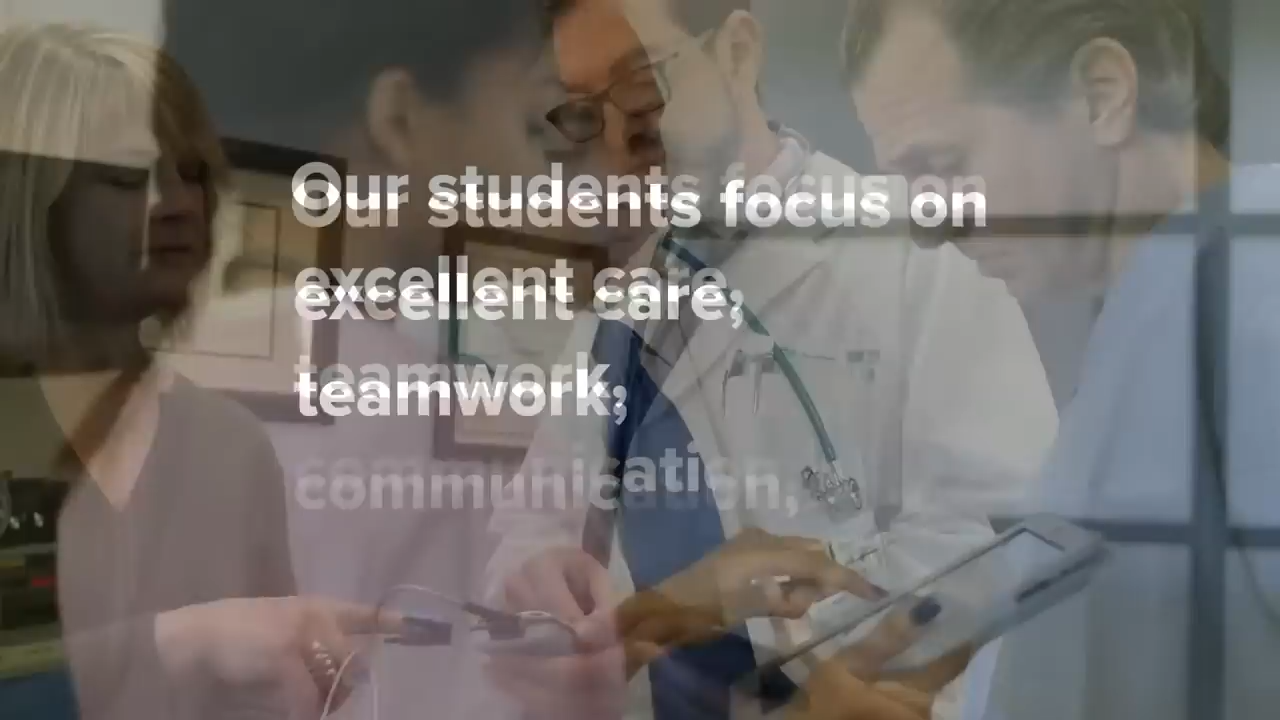 Our students focus on
excellent care;
teamwork;
communication,